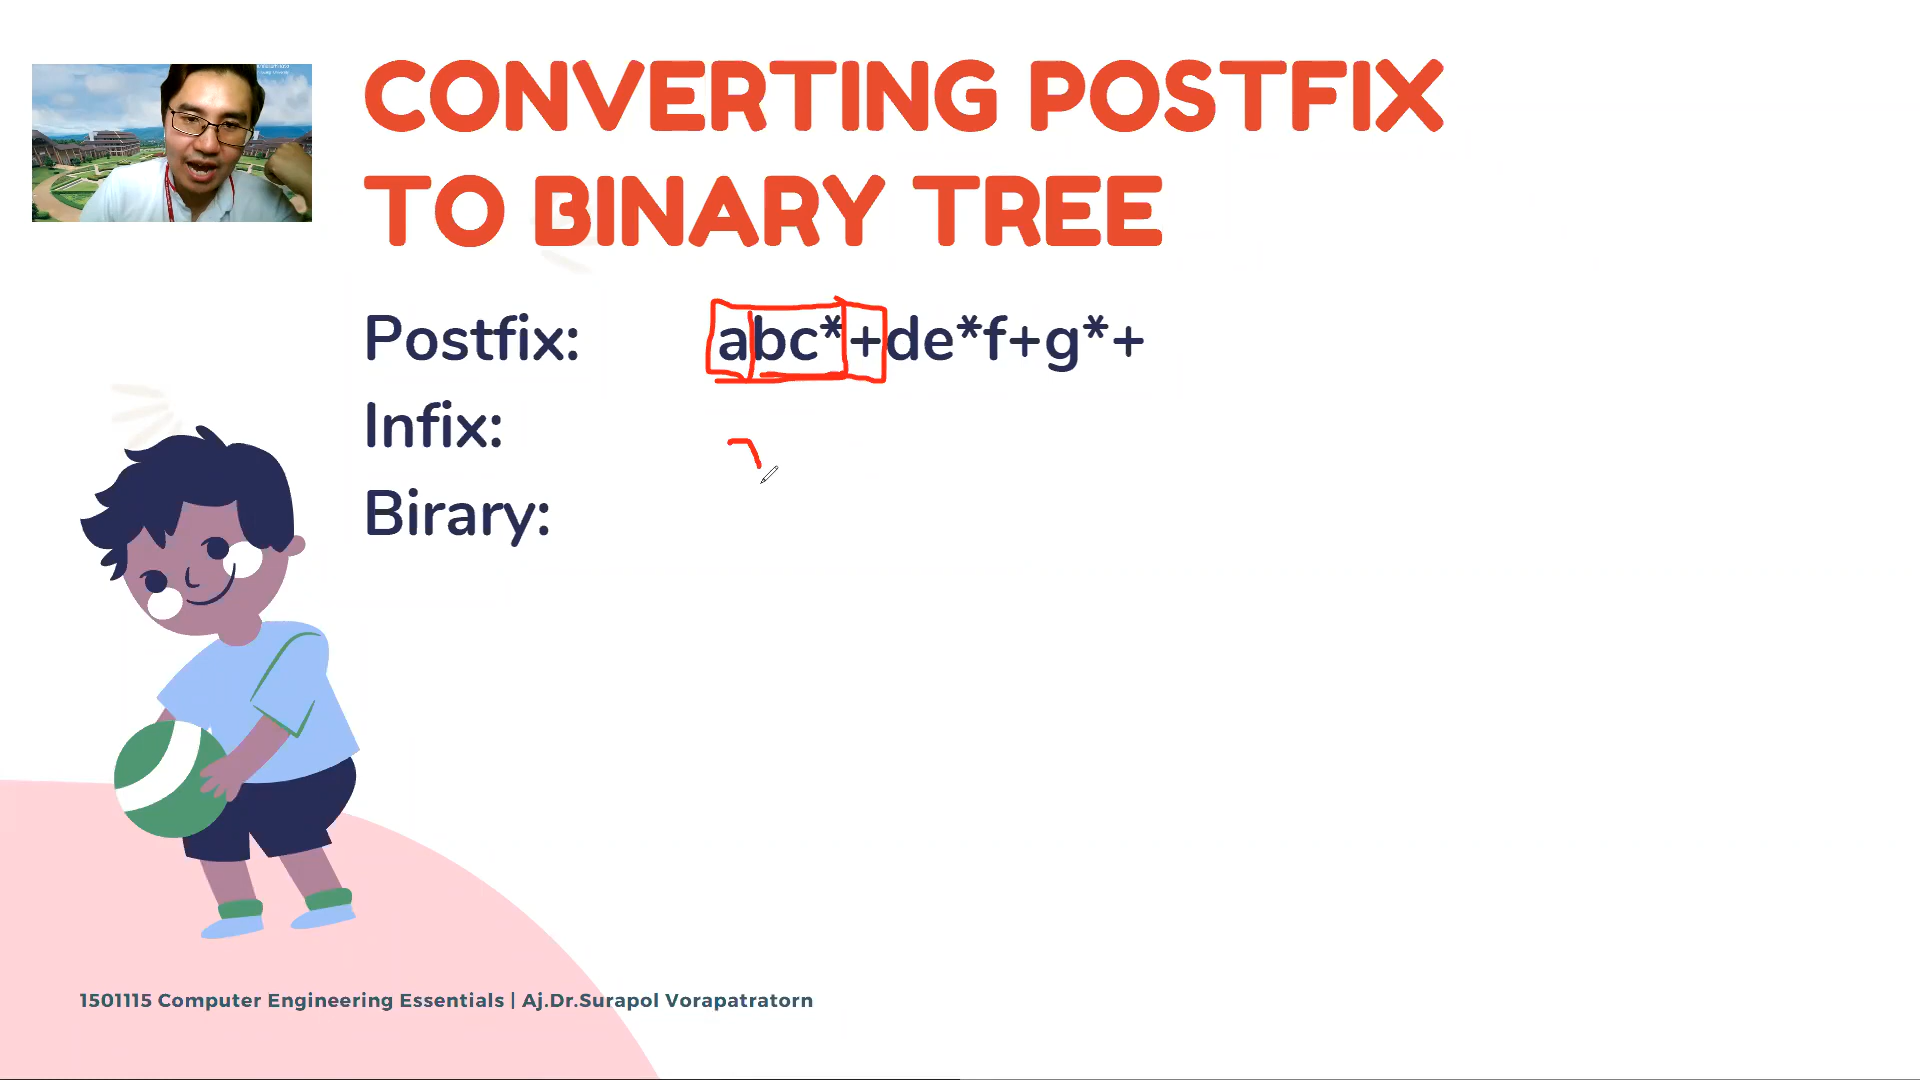 CONVERTING POSTFIX
TO BINARY TREE
Postfix: abc*+de*f+g*+
Infix:
Birary:
1501115 Computer Engineering Essentials | Aj.Dr.Surapol Vorapatratorn